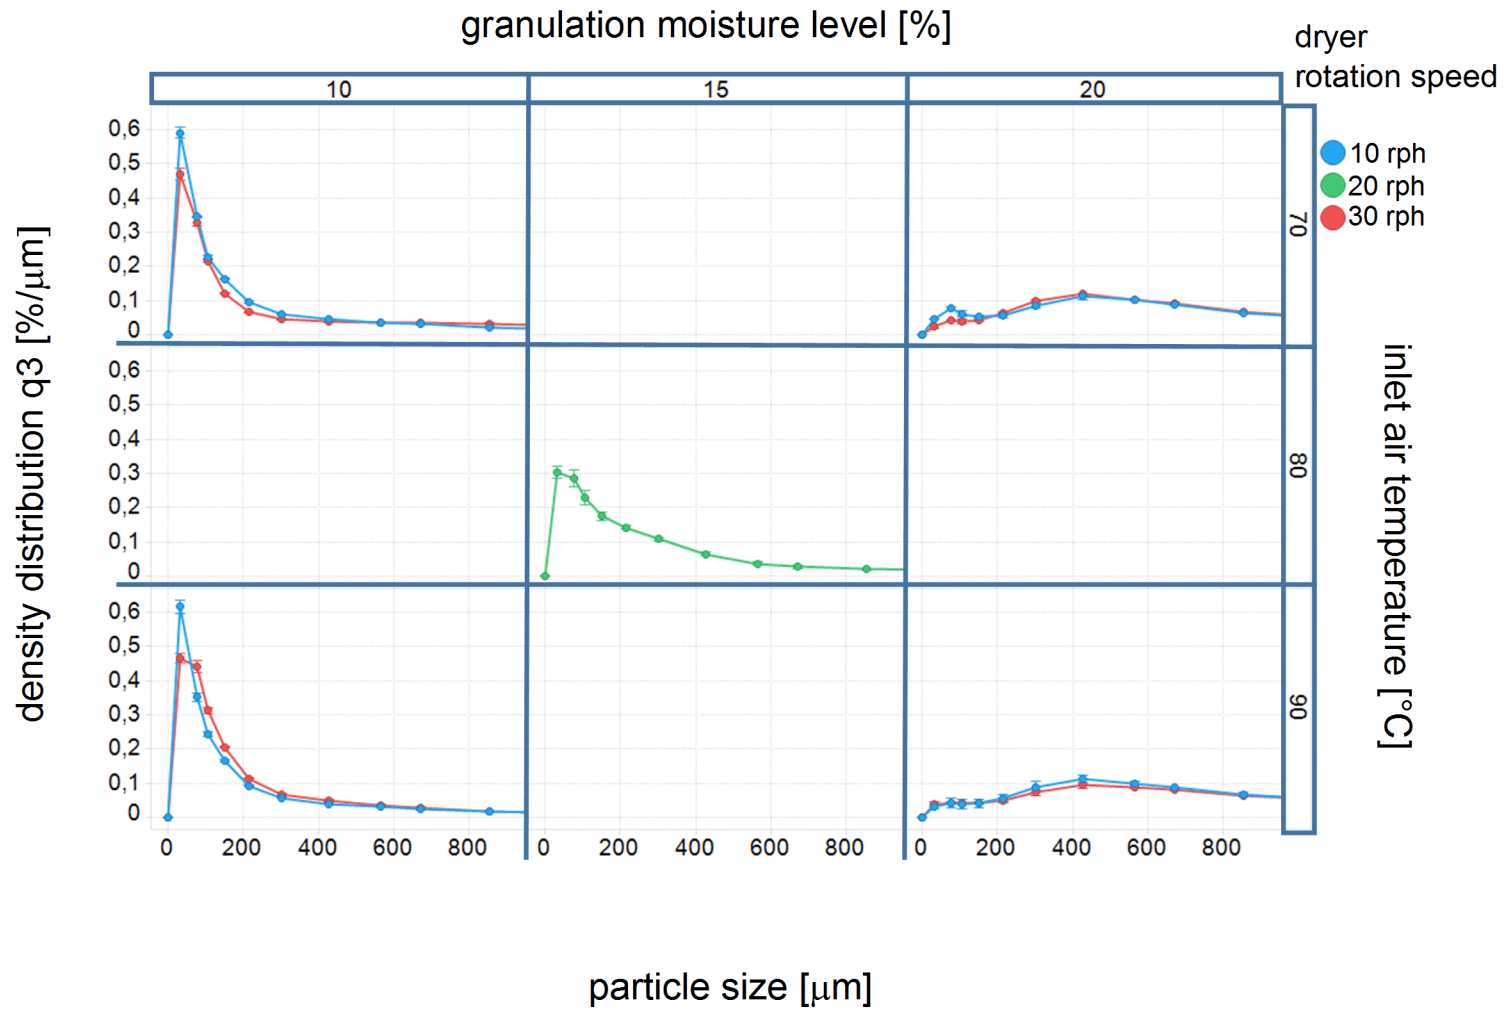 granulation moisture level [%]
dryer
rotation speed
10 15 20
10 rph
20 rph
30 rph
density distribution q3 [%/µm]
0,6
0,5
0,4
0,3
0,2
0,1
0
70
0,6
0,5
0,4
0,3
0,2
0,1
0
80
0,6
0,5
0,4
0,3
0,2
0,1
0
90
inlet air temperature [°C]
0 200 400 600 800 0 200 400 600 800 0 200 400 600 800
particle size [µm]